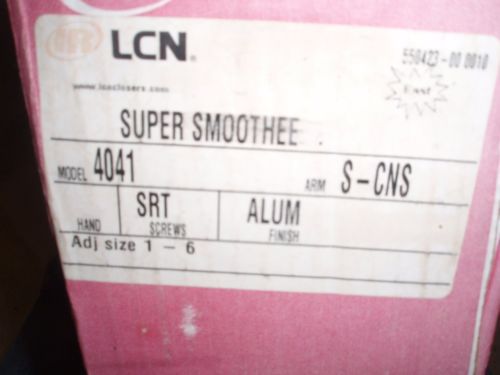 IR LCN®
550423-00 0010
www.lcnclosers.com
East
SUPER SMOOTHEE
MODEL 4041 ARM S-CNS
HAND SRT SCREWS ALUM FINISH
Adj size 1 - 6